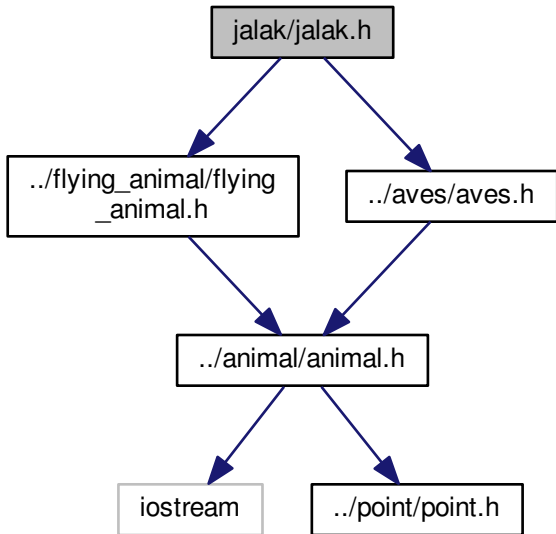 jalak/jalak.h
../flying_animal/flying
_animal.h
../aves/aves.h
../animal/animal.h
iostream
../point/point.h